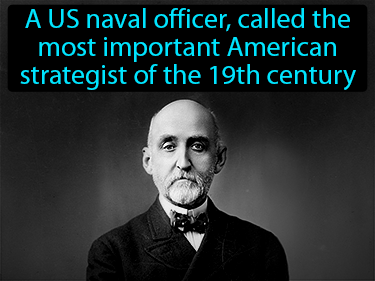 A US naval officer, called the
most important American
strategist of the 19th century